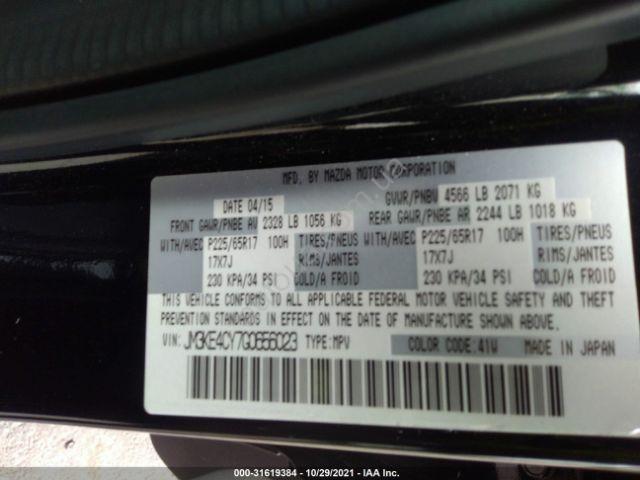 MFD. BY MAZDA MOTOR CORPORATION
DATE 04/15 GVWR/PNBV 4566 LB 2071 KG
FRONT GAWR/PNBE AV 2328 LB 1056 KG REAR GAWR/PNBE AR 2244 LB 1018 KG
WITH/AVEC P225/65R17 100H TIRES/PNEUS WITH/AVEC P225/65R17 100H TIRES/PNEUS
17X7J RIMS/JANTES 17X7J RIMS/JANTES
230 KPA/34 PSI COLD/A FROID 230 KPA/34 PSI COLD/A FROID
THIS VEHICLE CONFORMS TO ALL APPLICABLE FEDERAL MOTOR VEHICLE SAFETY AND THEFT
PREVENTION STANDARDS IN EFFECT ON THE DATE OF MANUFACTURE SHOWN ABOVE.
TYPE:MPV COLOR CODE:41W MADE IN JAPAN
000-31619384 | 10/29/2021 | IAA Inc.